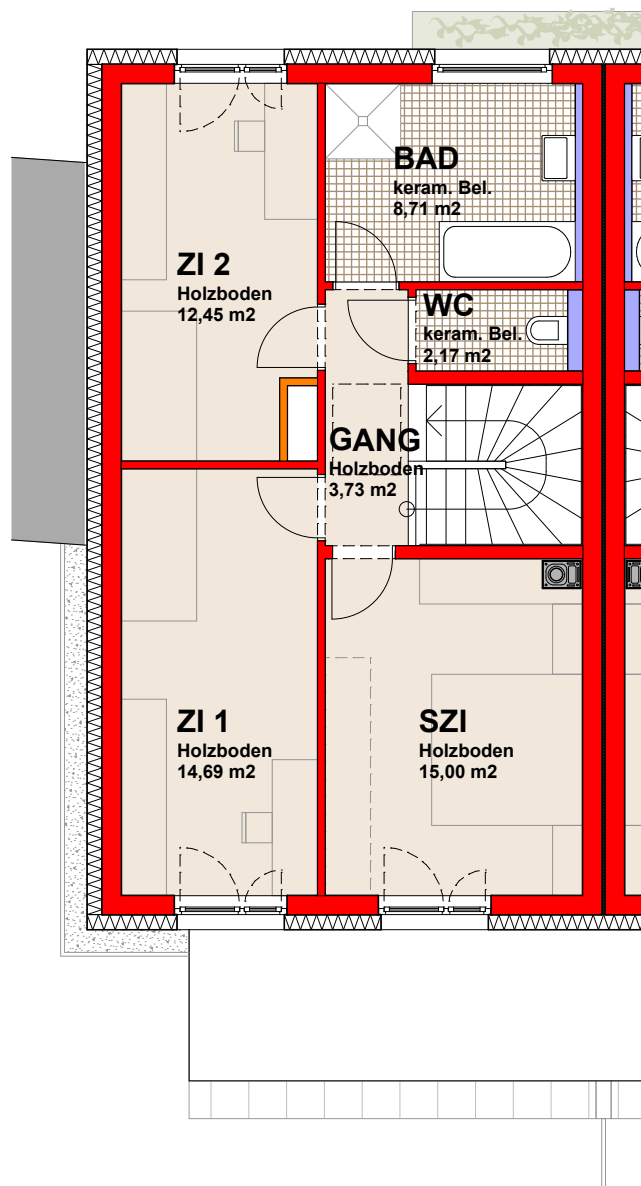 BAD
keram. Bel.
8,71 m2
ZI 2
Holzboden
12,45 m2
WC
keram. Bel.
2,17 m2
GANG
Holzboden
3,73 m2
ZI 1
Holzboden
14,69 m2
SZI
Holzboden
15,00 m2